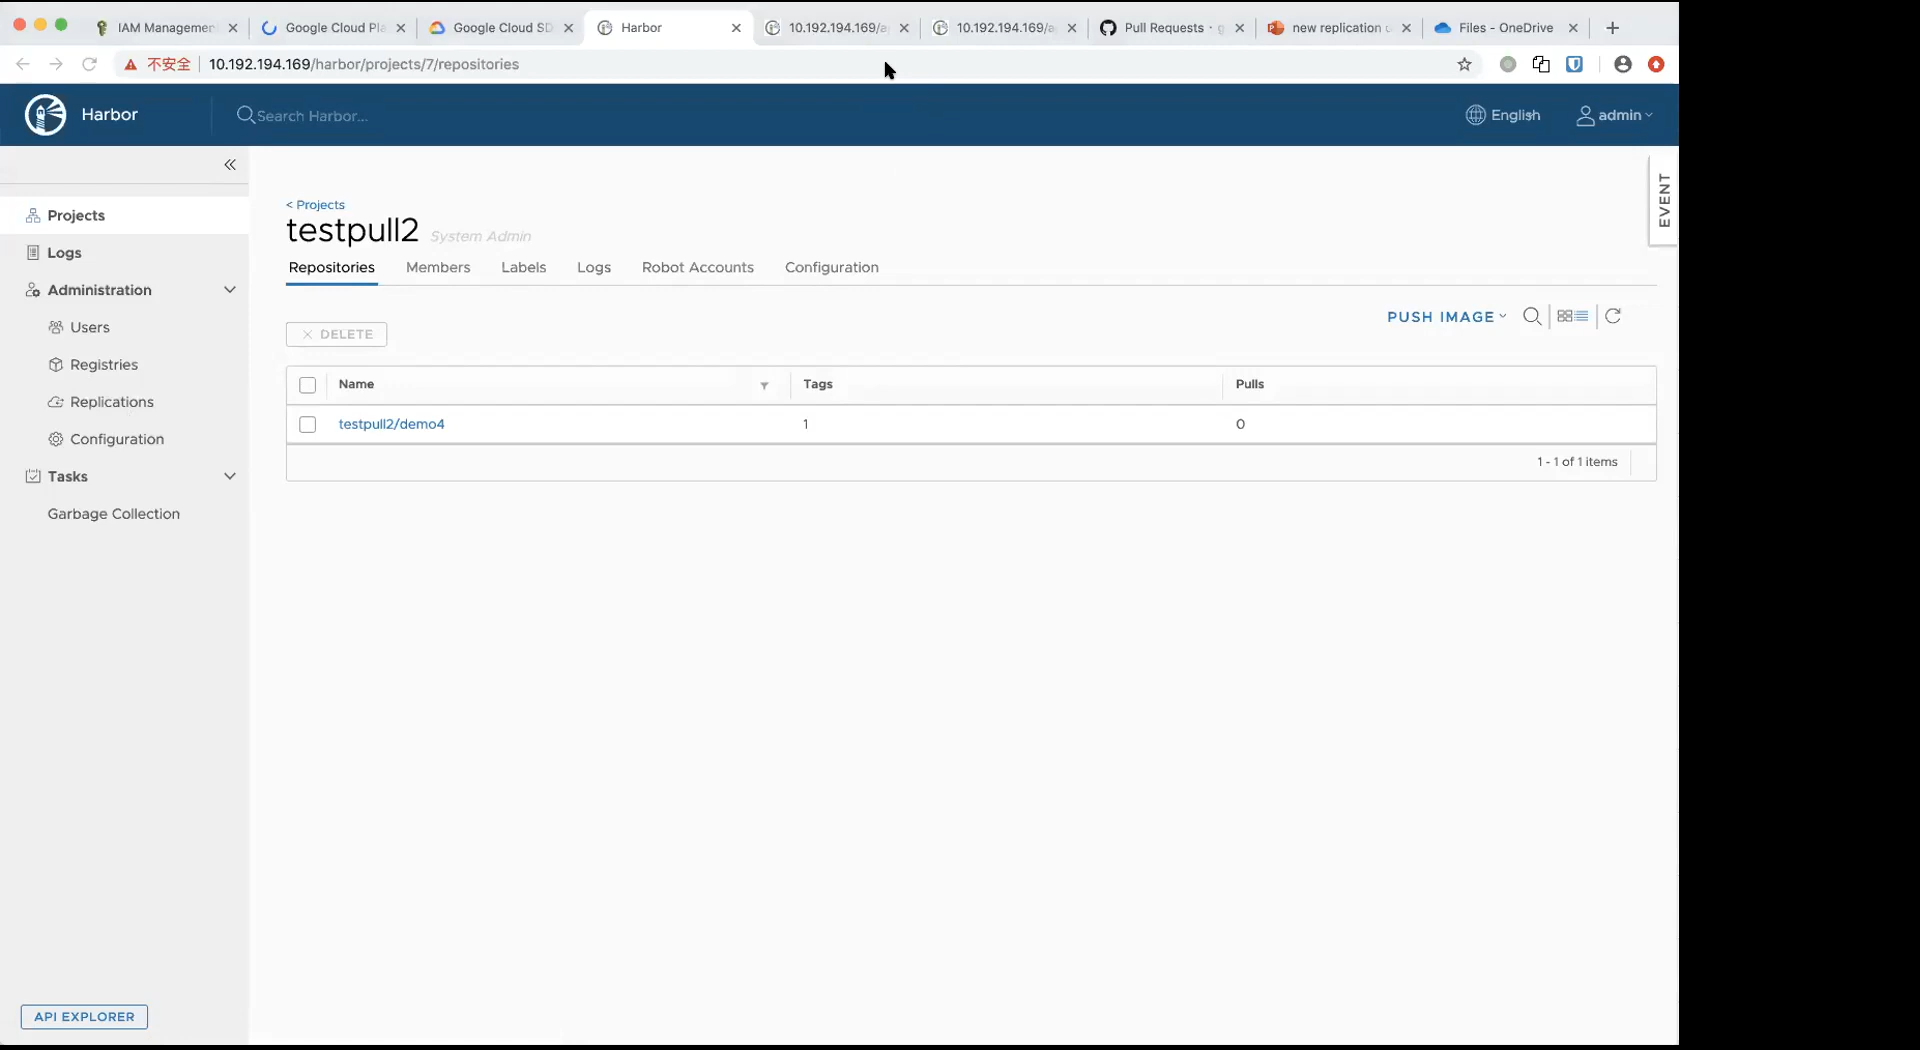 IAM Managemen
Google Cloud Pla
Google Cloud SD
Harbor
10.192.194.169/a
10.192.194.169/a
Pull Requests · g
new replication
Files - OneDrive
不安全
10.192.194.169/harbor/projects/7/repositories
Harbor
Search Harbor...
English
admin
EVENT
Projects
Logs
Administration
Users
Registries
Replications
Configuration
Tasks
Garbage Collection
API EXPLORER
< Projects
testpull2 System Admin
Repositories Members Labels Logs Robot Accounts Configuration
PUSH IMAGE
DELETE
Name Tags Pulls
testpull2/demo4 1 0
1 - 1 of 1 items